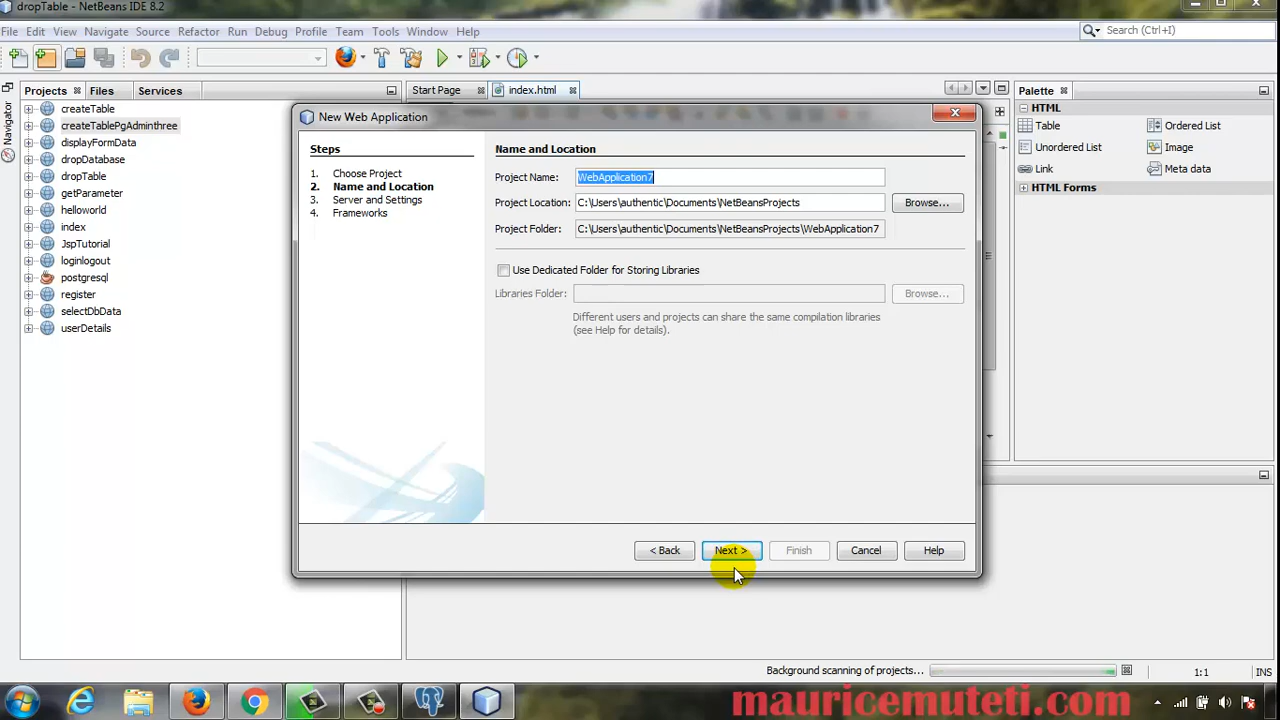 dropTable - NetBeans IDE 8.2
File Edit View Navigate Source Refactor Run Debug Profile Team Tools Window Help
Search (Ctrl+I)
Projects Files Services
Start Page index.html
Palette
Navigator
createTable
createTablePgAdminthree
displayFormData
dropDatabase
dropTable
getParameter
helloworld
index
JspTutorial
loginlogout
postgresql
register
selectDbData
userDetails
New Web Application
Steps
1. Choose Project
2. Name and Location
3. Server and Settings
4. Frameworks
Name and Location
Project Name: WebApplication7
Project Location: C:\Users\authentic\Documents\NetBeansProjects Browse...
Project Folder: C:\Users\authentic\Documents\NetBeansProjects\WebApplication7
Use Dedicated Folder for Storing Libraries
Libraries Folder: Browse...
Different users and projects can share the same compilation libraries
(see Help for details).
< Back Next > Finish Cancel Help
HTML
Table Ordered List
Unordered List Image
Link Meta data
HTML Forms
Background scanning of projects... 1:1 INS
mauricemuteti.com